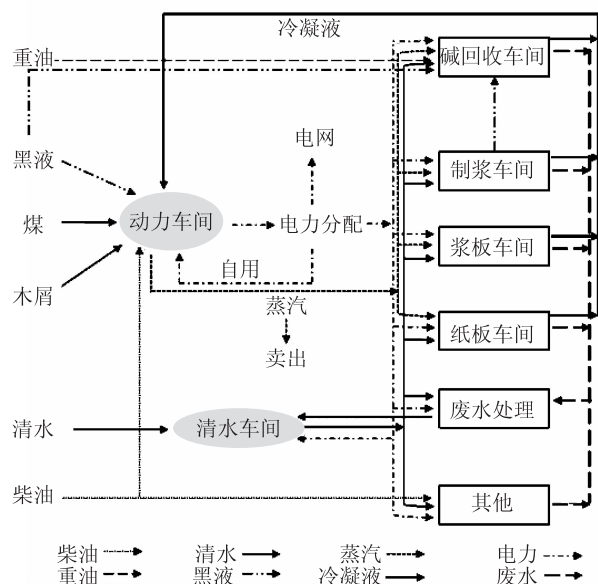 冷凝液
重油
碱回收车间
电网
黑液
制浆车间
煤
动力车间
电力分配
浆板车间
自用
木屑
蒸汽
纸板车间
卖出
废水处理
清水
清水车间
柴油
其他
柴油 清水 蒸汽 电力
重油 黑液 冷凝液 废水